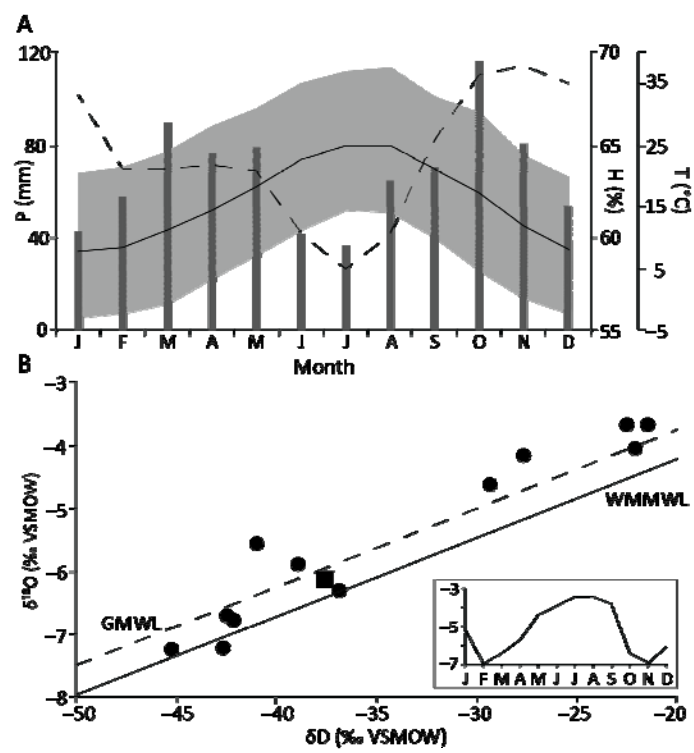 A
120
80
40
0
P (mm)
70
65
60
55
H (%)
35
25
15
5
–5
T (°C)
J F M A M J J A S O N D
Month
B
–3
–4
–5
–6
–7
–8
δ¹⁸O (‰ VSMOW)
GMWL
WMMWL
–3
–5
–7
J F M A M J J A S O N D
–50 –45 –40 –35 –30 –25 –20
δD (‰ VSMOW)